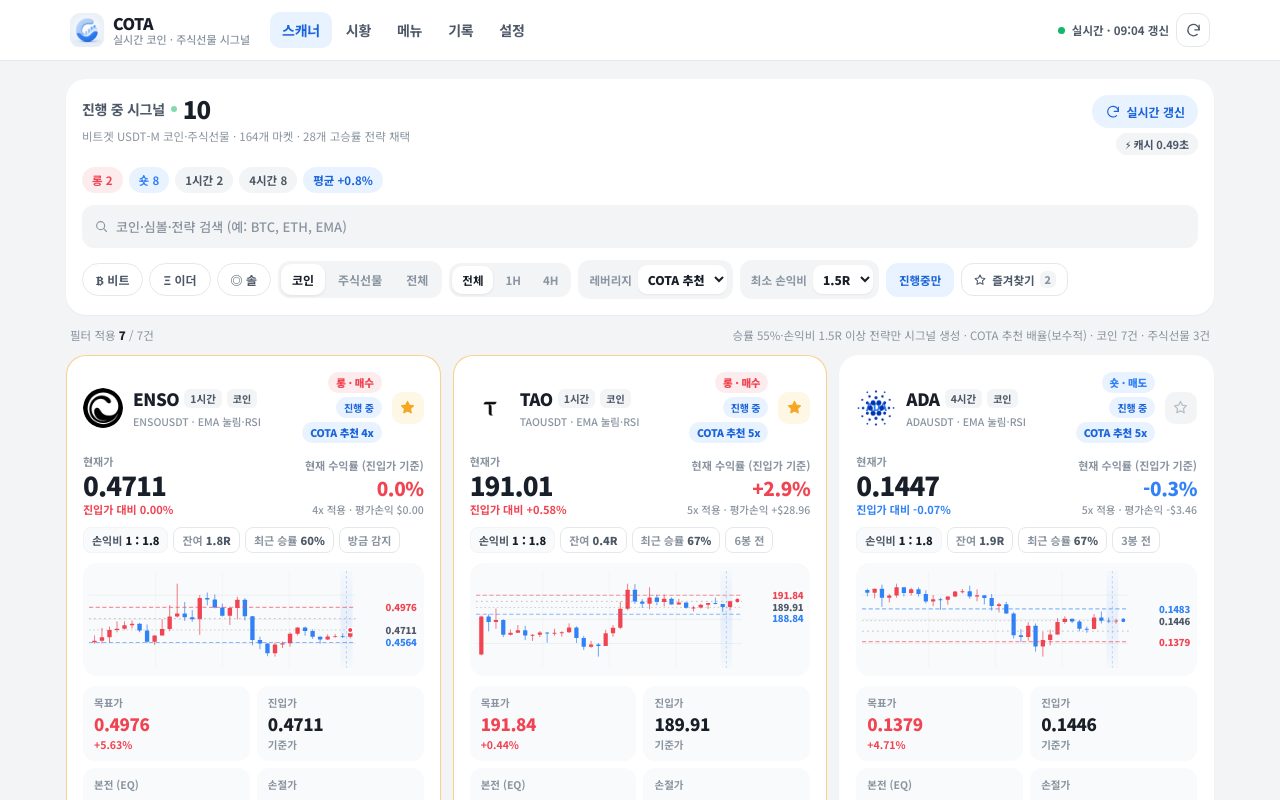 COTA
실시간 코인 · 주식선물 시그널
스캐너 시황 메뉴 기록 설정
실시간 · 09:04 갱신
진행 중 시그널 10
비트겟 USDT-M 코인·주식선물 · 164개 마켓 · 28개 고승률 전략 채택
실시간 갱신
⚡ 캐시 0.49초
롱 2 숏 8 1시간 2 4시간 8 평균 +0.8%
코인·심볼·전략 검색 (예: BTC, ETH, EMA)
₿ 비트 Ξ 이더 ◎ 솔 코인 주식선물 전체 전체 1H 4H 레버리지 COTA 추천 최소 손익비 1.5R 진행중만 즐겨찾기 2
필터 적용 7 / 7건
승률 55%·손익비 1.5R 이상 전략만 시그널 생성 · COTA 추천 배율(보수적) · 코인 7건 · 주식선물 3건
ENSO 1시간 코인
ENSOUSDT · EMA 눌림·RSI
롱 · 매수
진행 중
COTA 추천 4x
현재가
0.4711
진입가 대비 0.00%
현재 수익률 (진입가 기준)
0.0%
4x 적용 · 평가손익 $0.00
손익비 1 : 1.8 잔여 1.8R 최근 승률 60% 방금 감지
0.4976
0.4711
0.4564
목표가
0.4976
+5.63%
진입가
0.4711
기준가
본전 (EQ)
손절가
τ
TAO 1시간 코인
TAOUSDT · EMA 눌림·RSI
롱 · 매수
진행 중
COTA 추천 5x
현재가
191.01
진입가 대비 +0.58%
현재 수익률 (진입가 기준)
+2.9%
5x 적용 · 평가손익 +$28.96
손익비 1 : 1.8 잔여 0.4R 최근 승률 67% 6봉 전
191.84
189.91
188.84
목표가
191.84
+0.44%
진입가
189.91
기준가
본전 (EQ)
손절가
ADA 4시간 코인
ADAUSDT · EMA 눌림·RSI
숏 · 매도
진행 중
COTA 추천 5x
현재가
0.1447
진입가 대비 -0.07%
현재 수익률 (진입가 기준)
-0.3%
5x 적용 · 평가손익 -$3.46
손익비 1 : 1.8 잔여 1.9R 최근 승률 67% 3봉 전
0.1483
0.1446
0.1379
목표가
0.1379
+4.71%
진입가
0.1446
기준가
본전 (EQ)
손절가